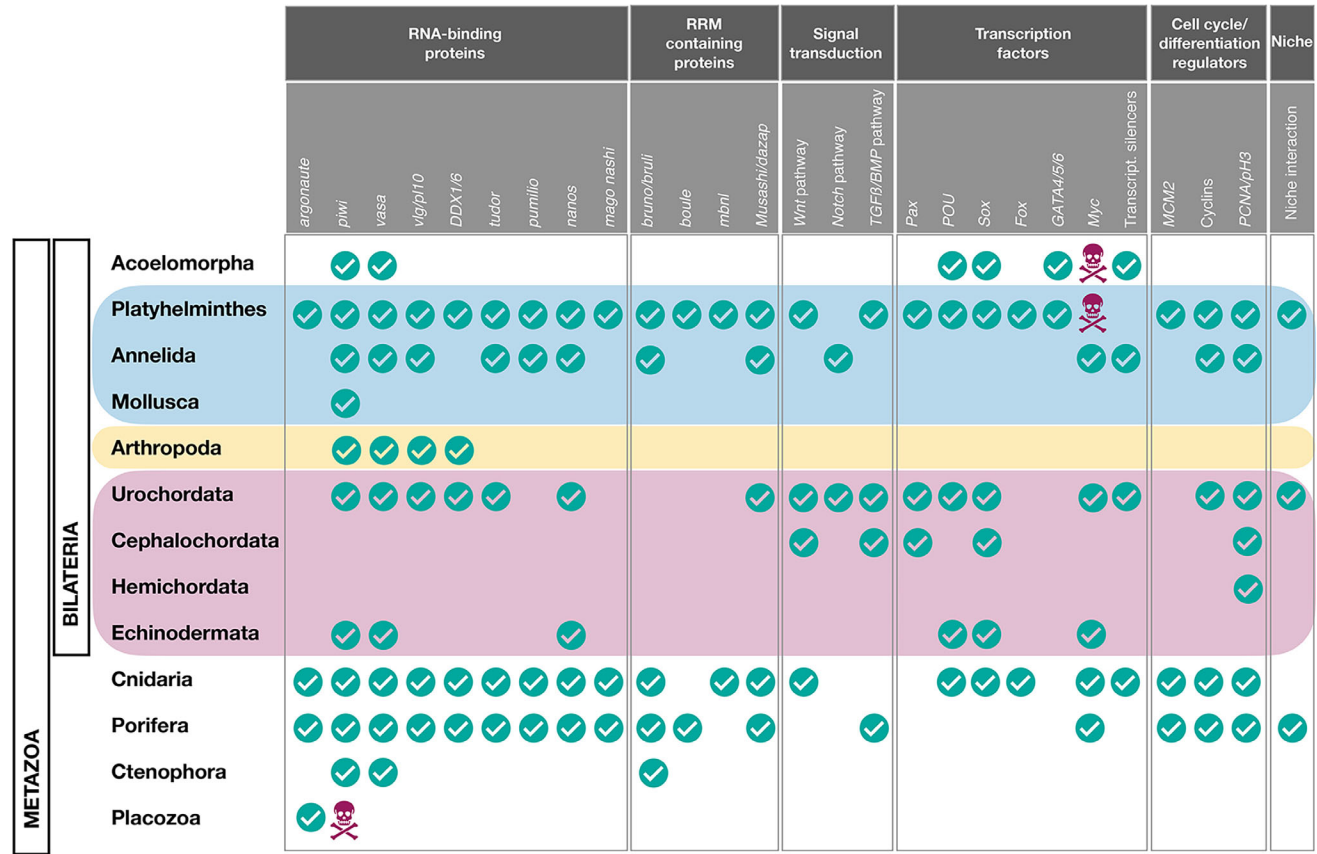 RNA-binding
proteins
RRM
containing
proteins
Signal
transduction
Transcription
factors
Cell cycle/
differentiation
regulators
Niche
argonaute
piwi
vasa
vlg/pl10
DDX1/6
tudor
pumilio
nanos
mago nashi
bruno/bruli
boule
mbnl
Musashi/dazap
Wnt pathway
Notch pathway
TGFß/BMP pathway
Pax
POU
Sox
Fox
GATA4/5/6
Myc
Transcript. silencers
MCM2
Cyclins
PCNA/pH3
Niche interaction
METAZOA
BILATERIA
Acoelomorpha
Platyhelminthes
Annelida
Mollusca
Arthropoda
Urochordata
Cephalochordata
Hemichordata
Echinodermata
Cnidaria
Porifera
Ctenophora
Placozoa